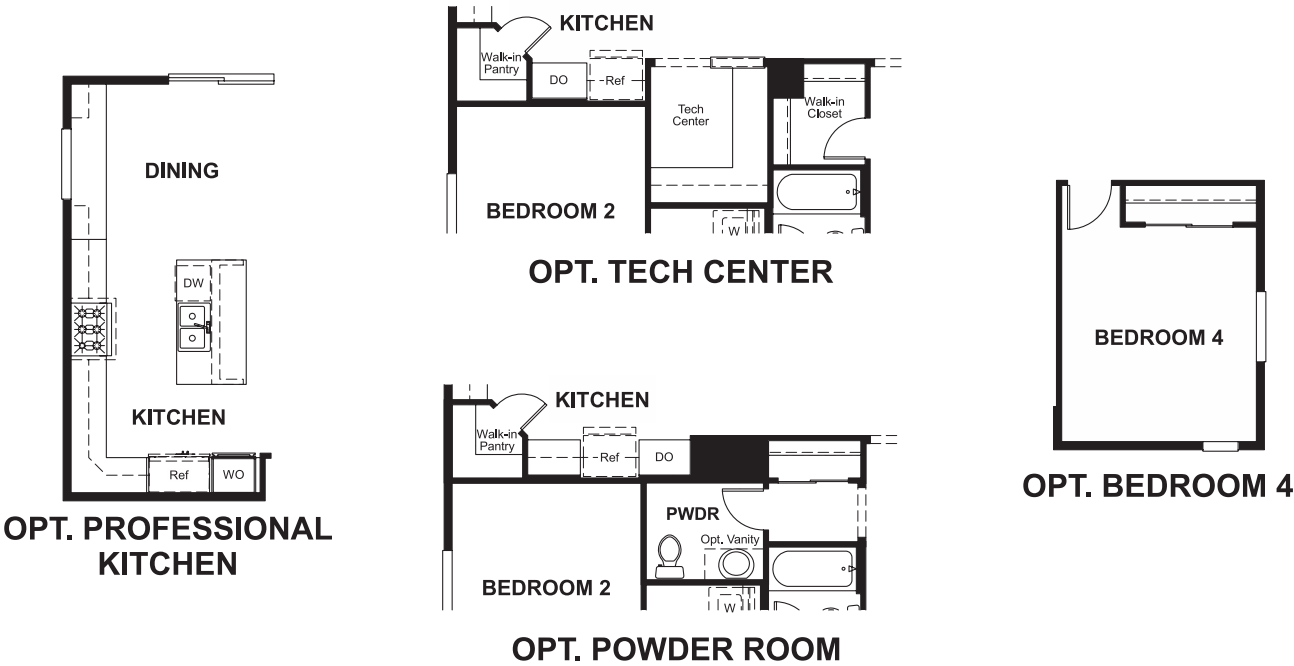 DINING
DW
KITCHEN
Ref
WO
OPT. PROFESSIONAL
KITCHEN
KITCHEN
Walk-in
Pantry
DO
Ref
Tech
Center
Walk-in
Closet
BEDROOM 2
W
OPT. TECH CENTER
KITCHEN
Walk-in
Pantry
Ref
DO
PWDR
Opt. Vanity
BEDROOM 2
W
OPT. POWDER ROOM
BEDROOM 4
OPT. BEDROOM 4